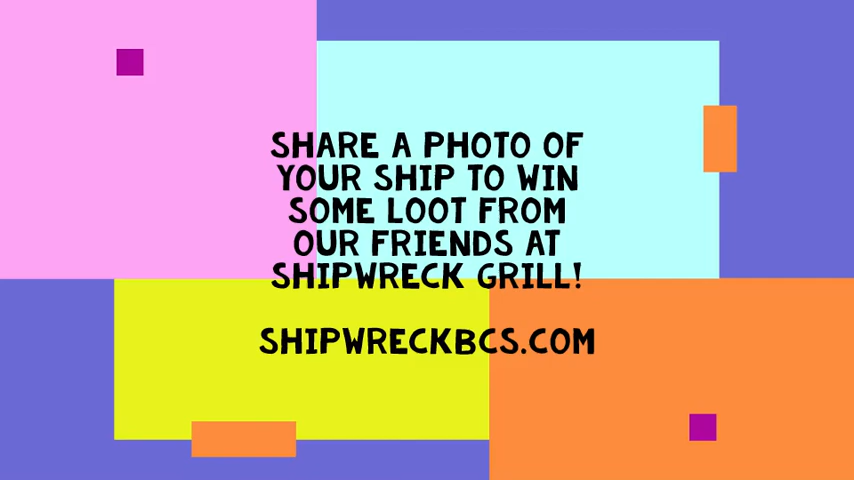 SHARE A PHOTO OF
YOUR SHIP TO WIN
SOME LOOT FROM
OUR FRIENDS AT
SHIPWRECK GRILL!
SHIPWRECKBCS.COM